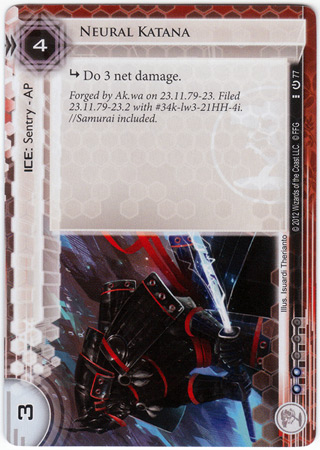 NEURAL KATANA
4
ICE: Sentry - AP
↳ Do 3 net damage.
Forged by Ak.wa on 23.11.79-23. Filed
23.11.79-23.2 with #34k-lw3-21HH-4i.
//Samurai included.
3
Illus. Isuardi Therianto
© 2012 Wizards of the Coast LLC © FFG
77